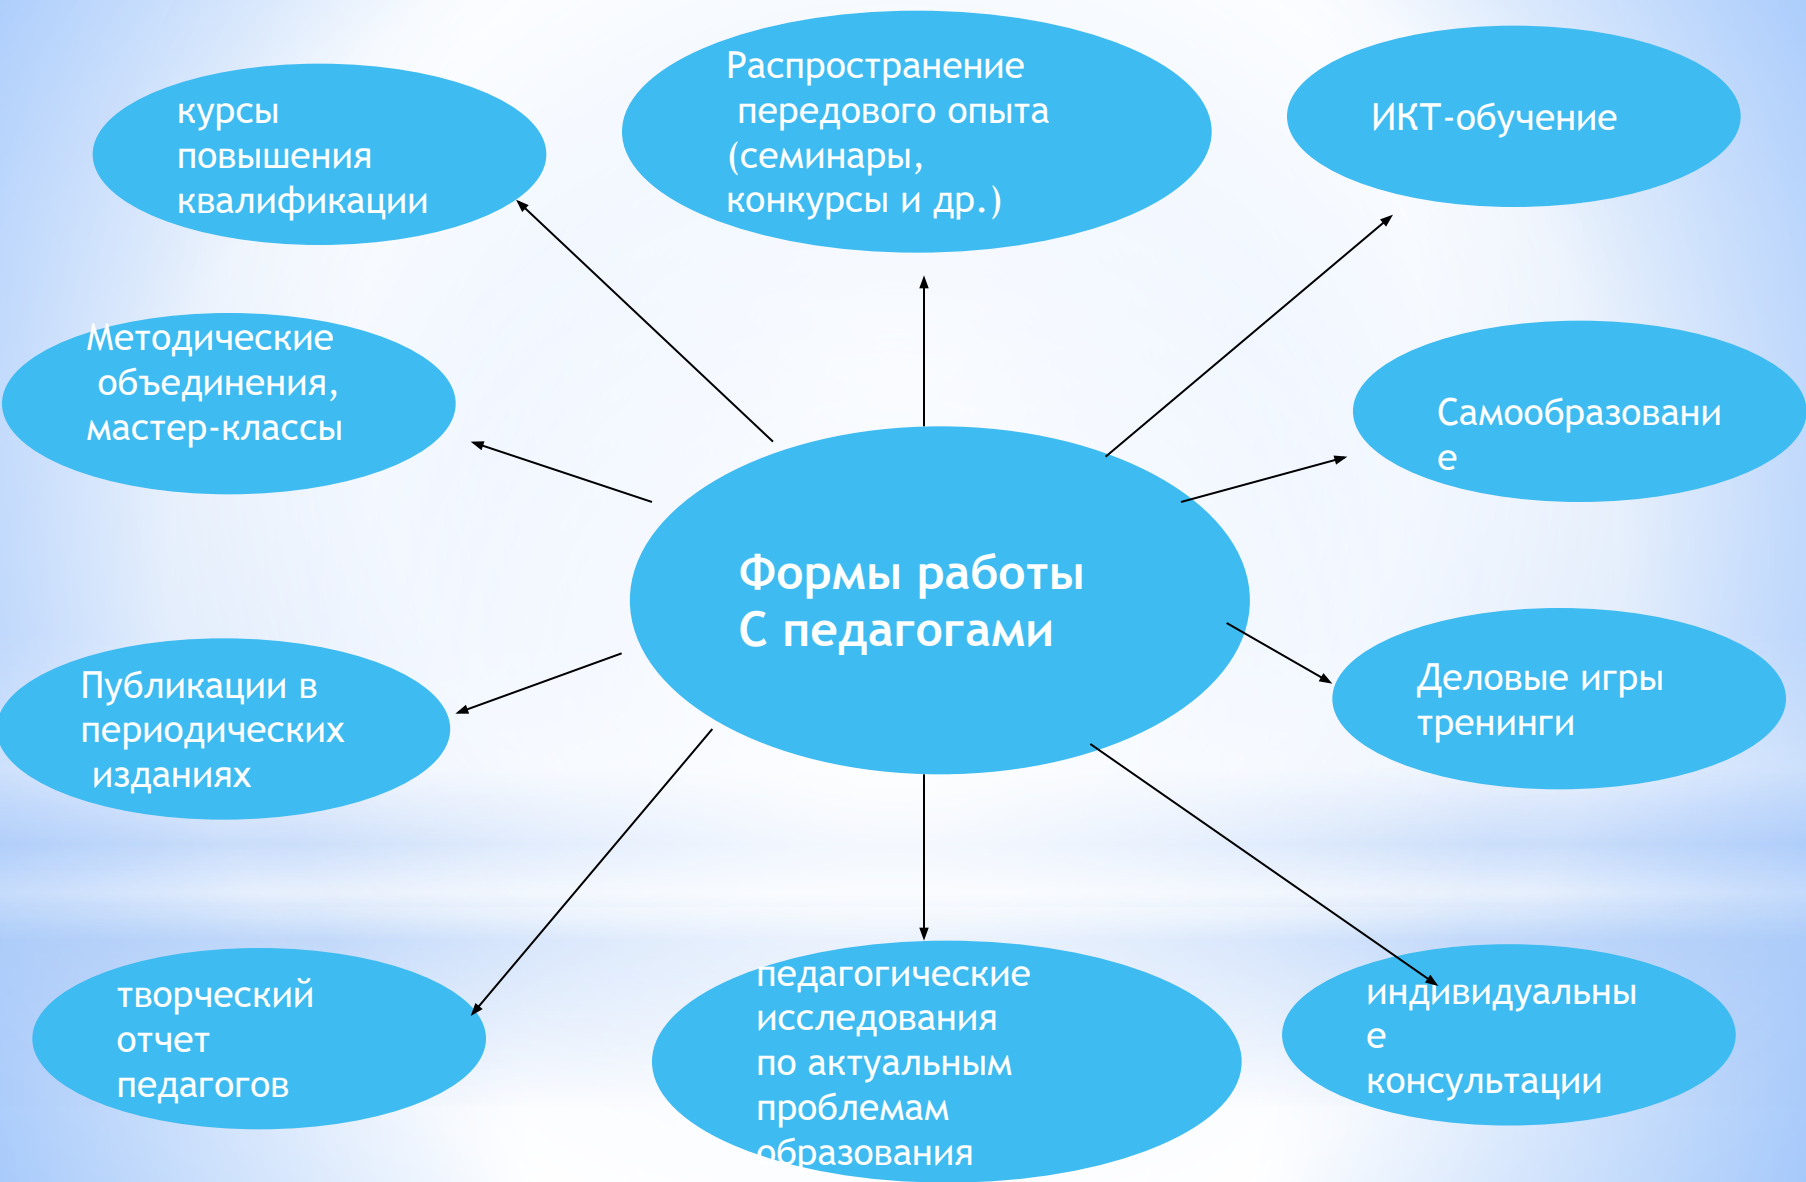 курсы
повышения
квалификации
Распространение
передового опыта
(семинары,
конкурсы и др.)
ИКТ-обучение
Методические
объединения,
мастер-классы
Самообразовани
е
Формы работы
С педагогами
Публикации в
периодических
изданиях
Деловые игры
тренинги
творческий
отчет
педагогов
педагогические
исследования
по актуальным
проблемам
образования
индивидуальны
е
консультации